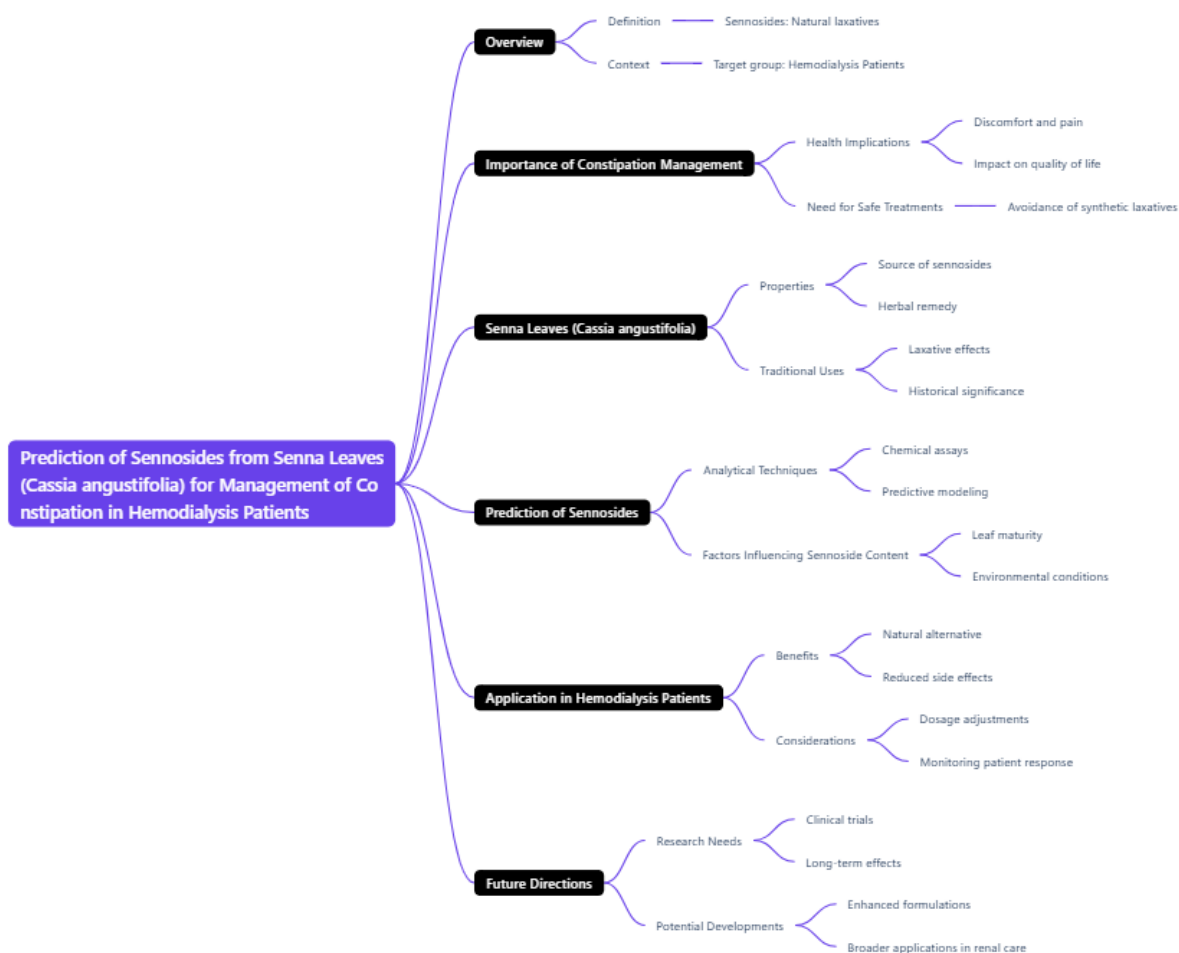 Prediction of Sennosides from Senna Leaves
(Cassia angustifolia) for Management of Co
nstipation in Hemodialysis Patients
Overview
Definition
Sennosides: Natural laxatives
Context
Target group: Hemodialysis Patients
Importance of Constipation Management
Health Implications
Discomfort and pain
Impact on quality of life
Need for Safe Treatments
Avoidance of synthetic laxatives
Senna Leaves (Cassia angustifolia)
Properties
Source of sennosides
Herbal remedy
Traditional Uses
Laxative effects
Historical significance
Prediction of Sennosides
Analytical Techniques
Chemical assays
Predictive modeling
Factors Influencing Sennoside Content
Leaf maturity
Environmental conditions
Application in Hemodialysis Patients
Benefits
Natural alternative
Reduced side effects
Considerations
Dosage adjustments
Monitoring patient response
Future Directions
Research Needs
Clinical trials
Long-term effects
Potential Developments
Enhanced formulations
Broader applications in renal care